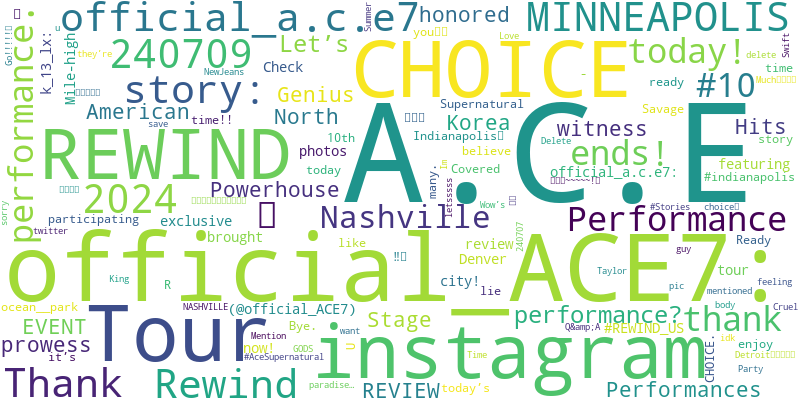 official_a.c.e7
honored
MINNEAPOLIS
Summer
you
Love
Swift
Go!!!!!
k_13_lx:
Mile-high
they're
240709
Let's
CHOICE
today!
delete
NewJeans
Check
-
time
performance.
story:
Genius
ready
#10
American
save
time!!
North
Supernatural
Savage
Korea
Indianapolis
Delete
witness
Hits
story
REWIND
photos
10th
believe
ends!
featuring
today
many.
Covered
official_a.c.e7:
#indianapolis
A.C.E
2024
Powerhouse
letsssss
Wow's
#Stories
choice
sorry
twitter
participating
exclusive
Nashville
Performance
240707
brought
like
review
guy
Ready
Denver
tour
King
R
city!
lie
Taylor
pic
mentioned
feeling
official_ACE7:
ocean__park
NASHVILLE
(@official_ACE7)
body
Cruel
EVENT
Tour
Bye.
Stage
performance?
thank
Q&amp;A
#REWIND_US
prowess
it's
Mention
now!
want
instagram
idk
enjoy
GODS
#AceSupernatural
Time
CHOICE.
Detroit
Party
Thank
Rewind
paradise…
REVIEW
today's
Performances